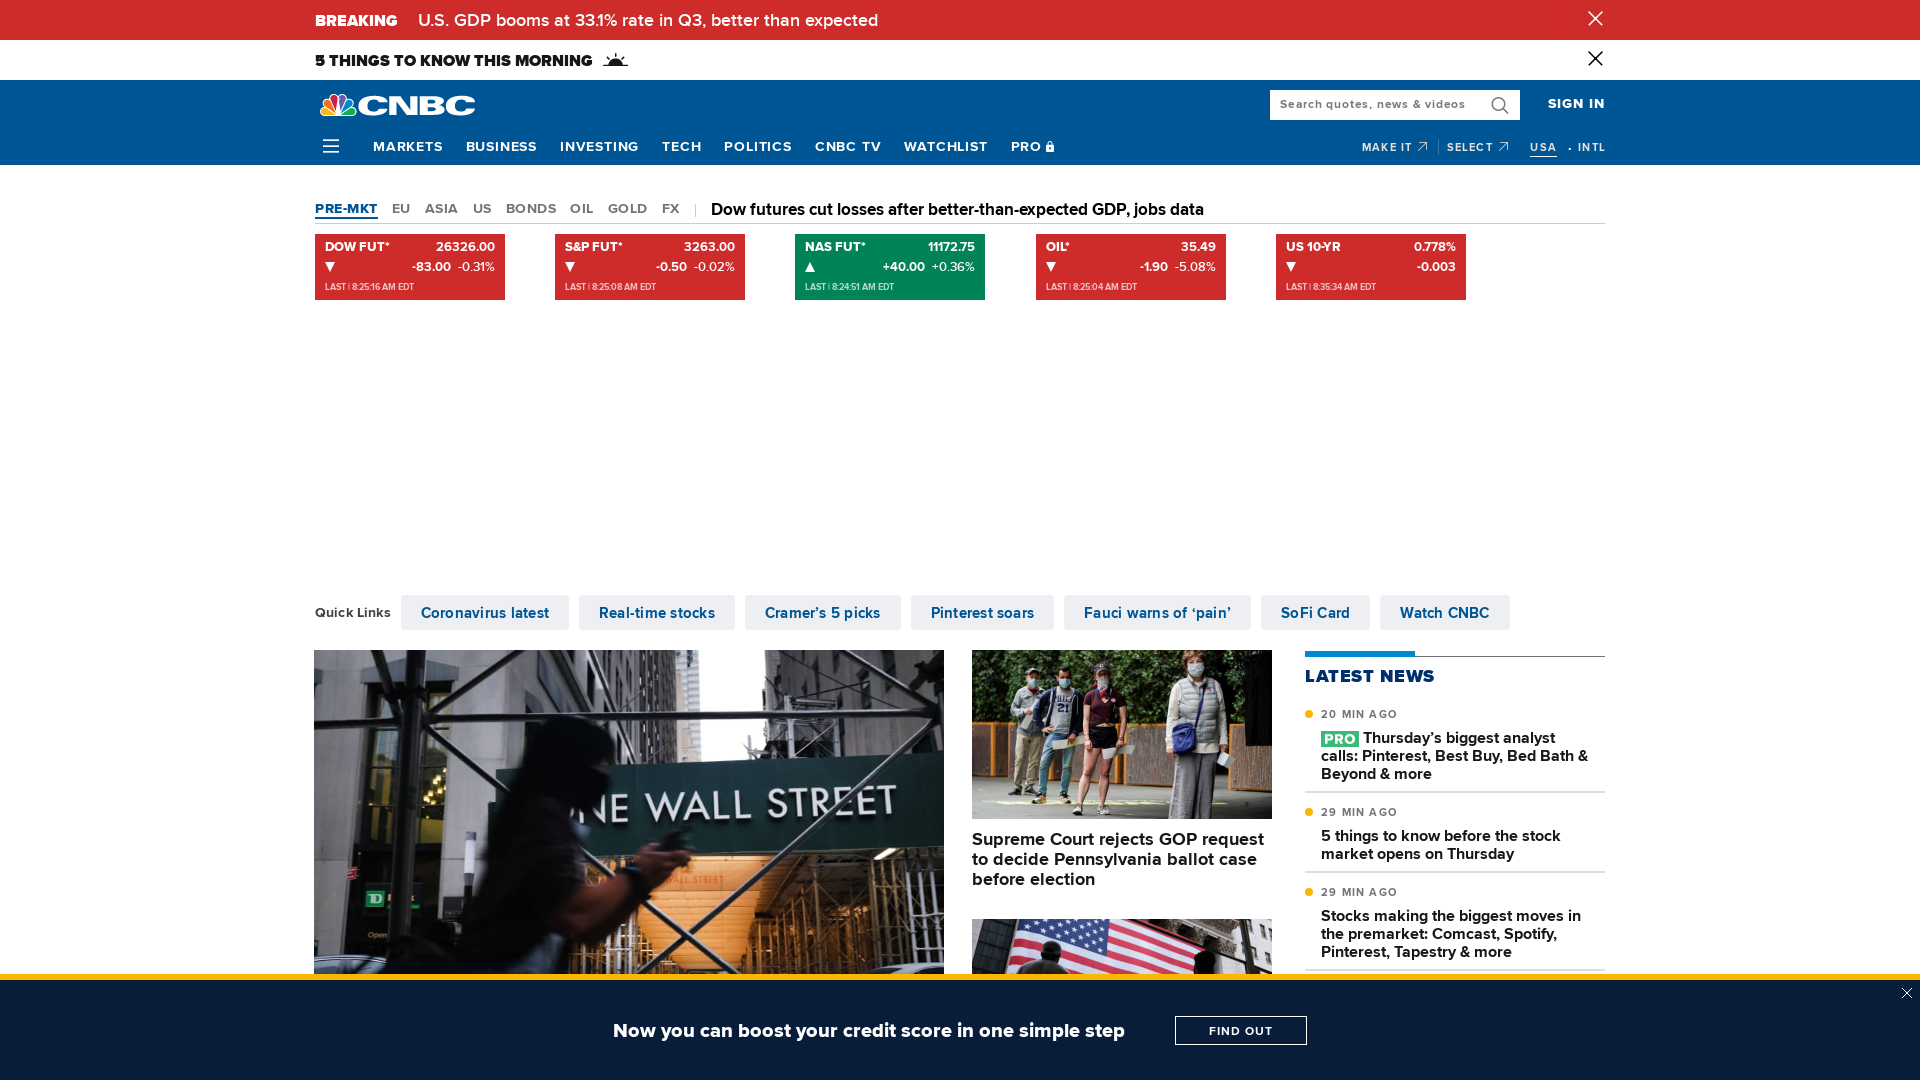 BREAKING U.S. GDP booms at 33.1% rate in Q3, better than expected
5 THINGS TO KNOW THIS MORNING
CNBC
Search quotes, news & videos
SIGN IN
MARKETS BUSINESS INVESTING TECH POLITICS CNBC TV WATCHLIST PRO
MAKE IT SELECT USA • INTL
PRE-MKT EU ASIA US BONDS OIL GOLD FX
Dow futures cut losses after better-than-expected GDP, jobs data
DOW FUT* 26326.00
-83.00 -0.31%
LAST | 8:25:16 AM EDT
S&P FUT* 3263.00
-0.50 -0.02%
LAST | 8:25:08 AM EDT
NAS FUT* 11172.75
+40.00 +0.36%
LAST | 8:24:51 AM EDT
OIL* 35.49
-1.90 -5.08%
LAST | 8:25:04 AM EDT
US 10-YR 0.778%
-0.003
LAST | 8:35:34 AM EDT
Quick Links Coronavirus latest Real-time stocks Cramer’s 5 picks Pinterest soars Fauci warns of ‘pain’ SoFi Card Watch CNBC
NE WALL STREET
WALL STREET
TD
Open
21
Supreme Court rejects GOP request
to decide Pennsylvania ballot case
before election
LATEST NEWS
20 MIN AGO
PRO Thursday’s biggest analyst
calls: Pinterest, Best Buy, Bed Bath &
Beyond & more
29 MIN AGO
5 things to know before the stock
market opens on Thursday
29 MIN AGO
Stocks making the biggest moves in
the premarket: Comcast, Spotify,
Pinterest, Tapestry & more
Now you can boost your credit score in one simple step
FIND OUT